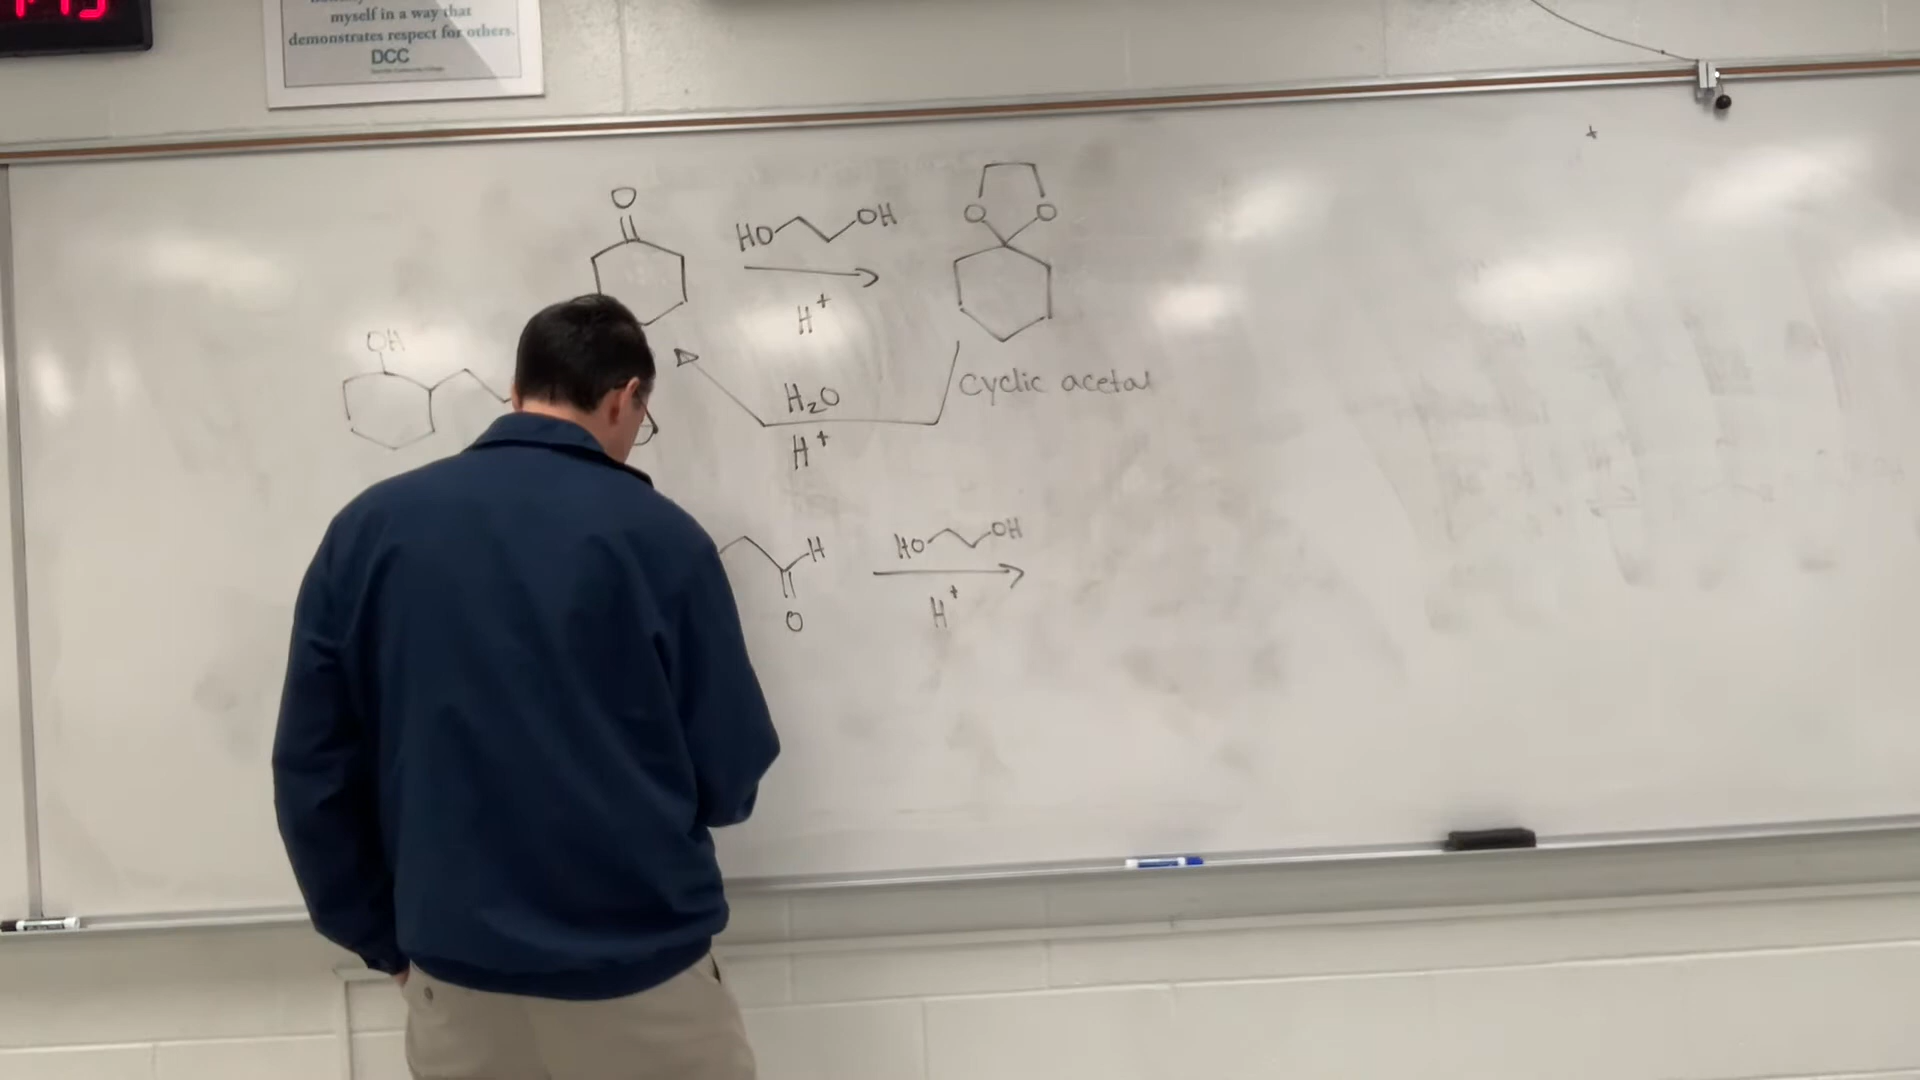 myself in a way that
demonstrates respect for others.
DCC
O
HO OH
H+
O O
cyclic acetal
OH
H2O
H+
H
O
HO OH
H+
+